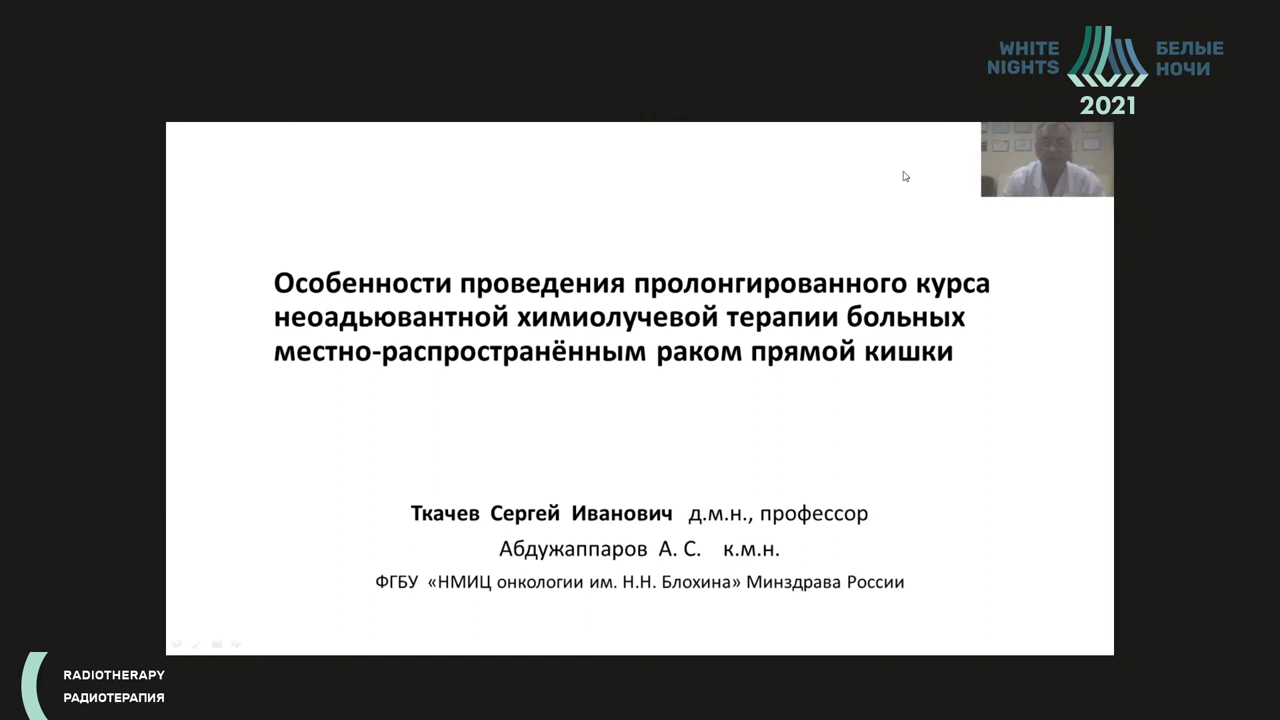 WHITE NIGHTS
БЕЛЫЕ НОЧИ
2021
Особенности проведения пролонгированного курса
неоадьювантной химиолучевой терапии больных
местно-распространённым раком прямой кишки
Ткачев Сергей Иванович д.м.н., профессор
Абдужаппаров А. С. к.м.н.
ФГБУ «НМИЦ онкологии им. Н.Н. Блохина» Минздрава России
RADIOTHERAPY
РАДИОТЕРАПИЯ